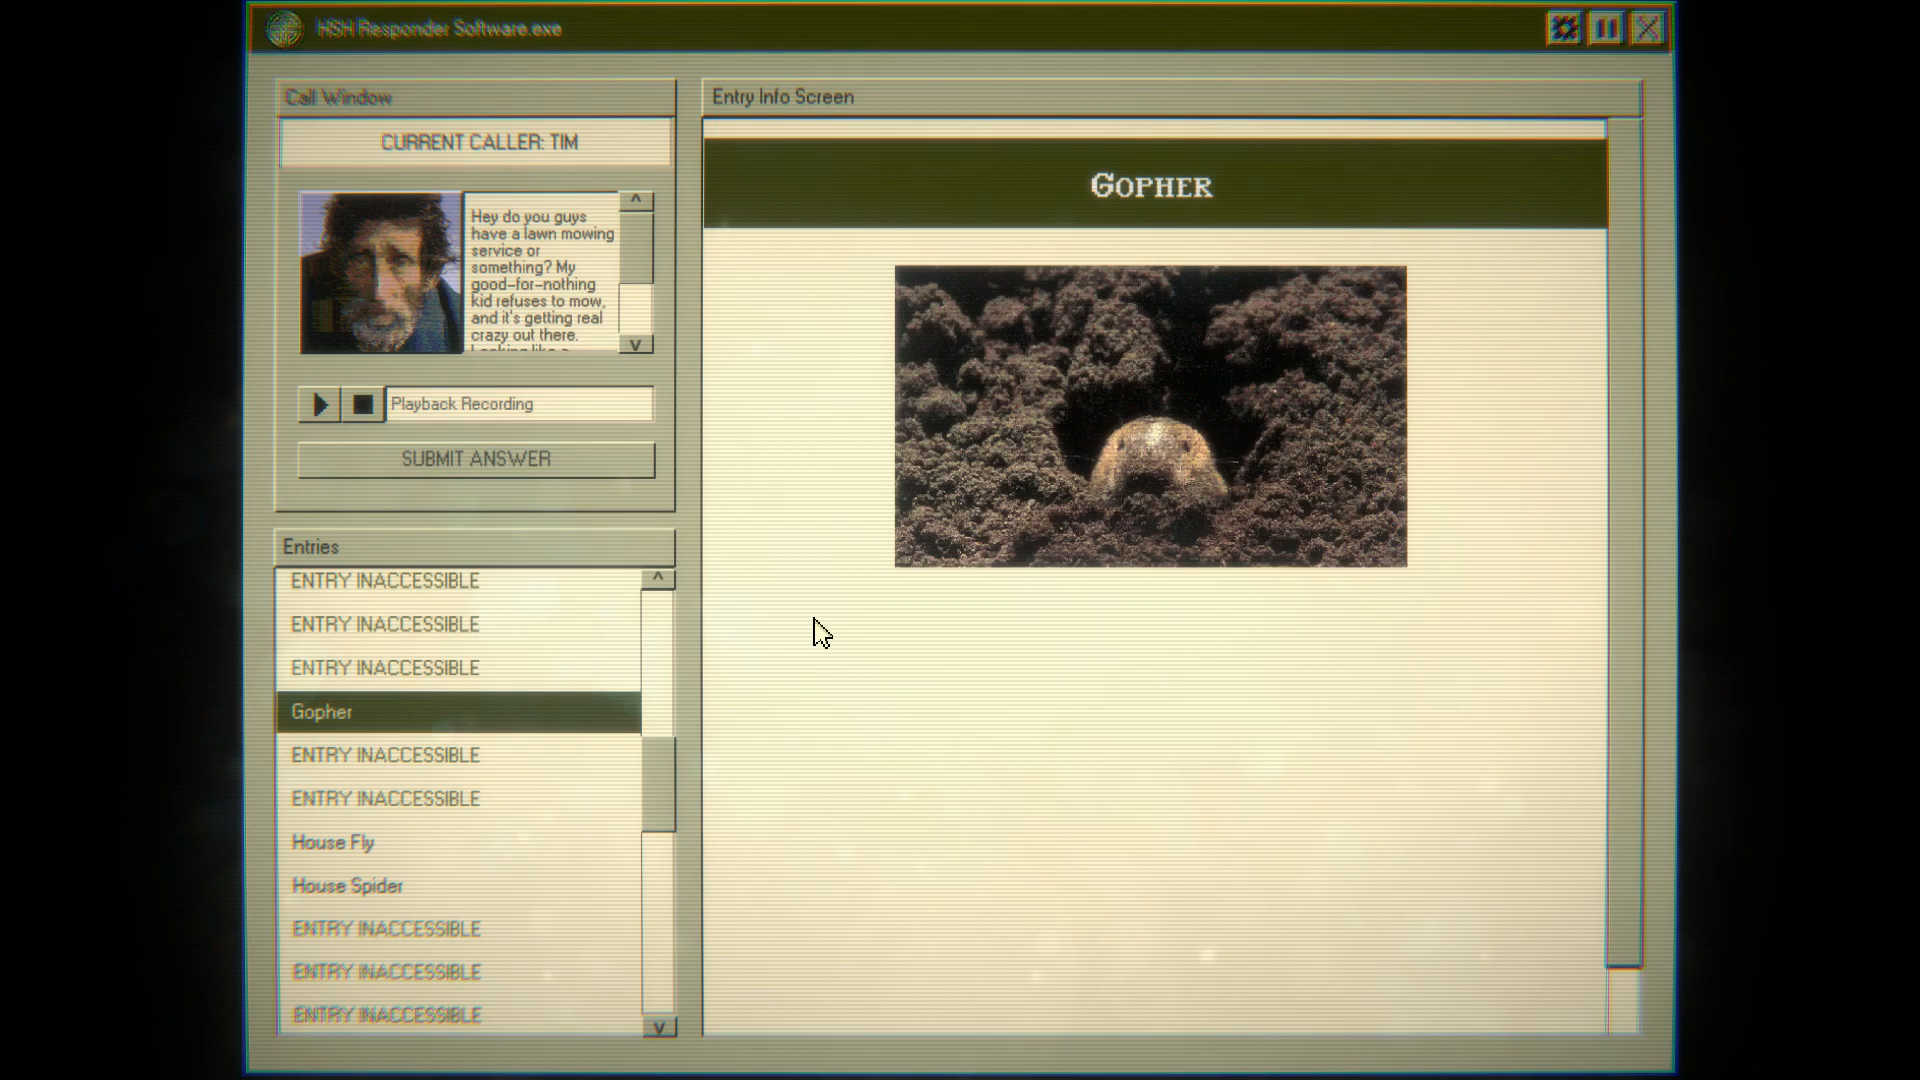 HSH Responder Software.exe
Call Window
CURRENT CALLER: TIM
Hey do you guys
have a lawn mowing
service or
something? My
good-for-nothing
kid refuses to mow,
and it's getting real
crazy out there.
Looking like a
^
v
Playback Recording
SUBMIT ANSWER
Entries
ENTRY INACCESSIBLE
ENTRY INACCESSIBLE
ENTRY INACCESSIBLE
Gopher
ENTRY INACCESSIBLE
ENTRY INACCESSIBLE
House Fly
House Spider
ENTRY INACCESSIBLE
ENTRY INACCESSIBLE
ENTRY INACCESSIBLE
^
v
Entry Info Screen
GOPHER